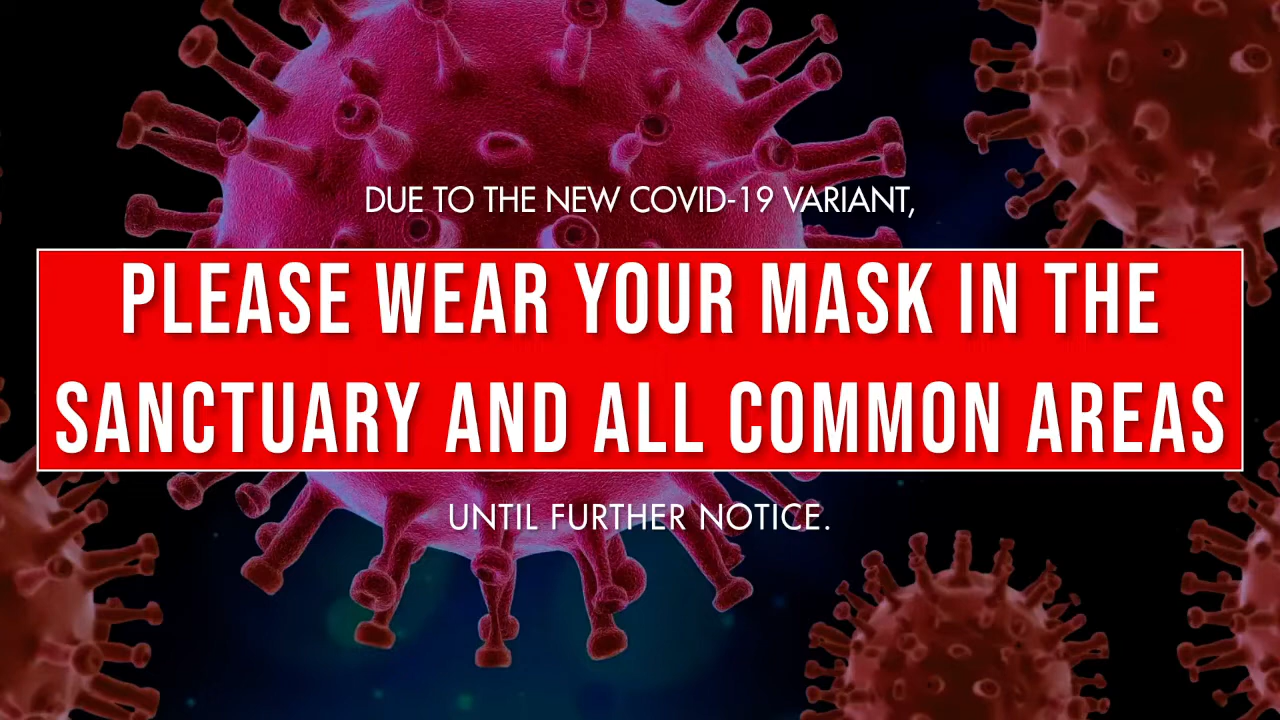 DUE TO THE NEW COVID-19 VARIANT,
PLEASE WEAR YOUR MASK IN THE
SANCTUARY AND ALL COMMON AREAS
UNTIL FURTHER NOTICE.